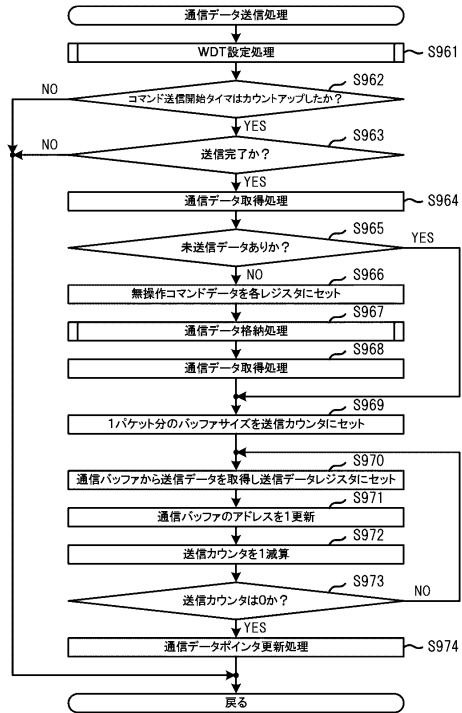 通信データ送信処理
WDT設定処理
S961
コマンド送信開始タイマはカウントアップしたか?
S962
NO
YES
送信完了か?
S963
NO
YES
通信データ取得処理
S964
未送信データありか?
S965
YES
NO
無操作コマンドデータを各レジスタにセット
S966
通信データ格納処理
S967
通信データ取得処理
S968
1パケット分のバッファサイズを送信カウンタにセット
S969
通信バッファから送信データを取得し送信データレジスタにセット
S970
通信バッファのアドレスを1更新
S971
送信カウンタを1減算
S972
送信カウンタは0か?
S973
NO
YES
通信データポインタ更新処理
S974
戻る